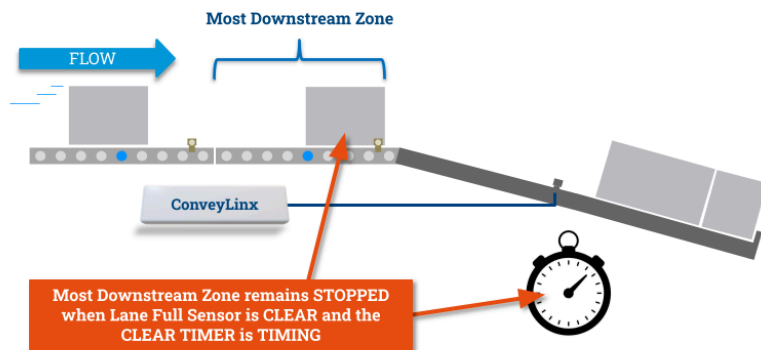 Most Downstream Zone
FLOW
ConveyLinx
Most Downstream Zone remains STOPPED
when Lane Full Sensor is CLEAR and the
CLEAR TIMER is TIMING